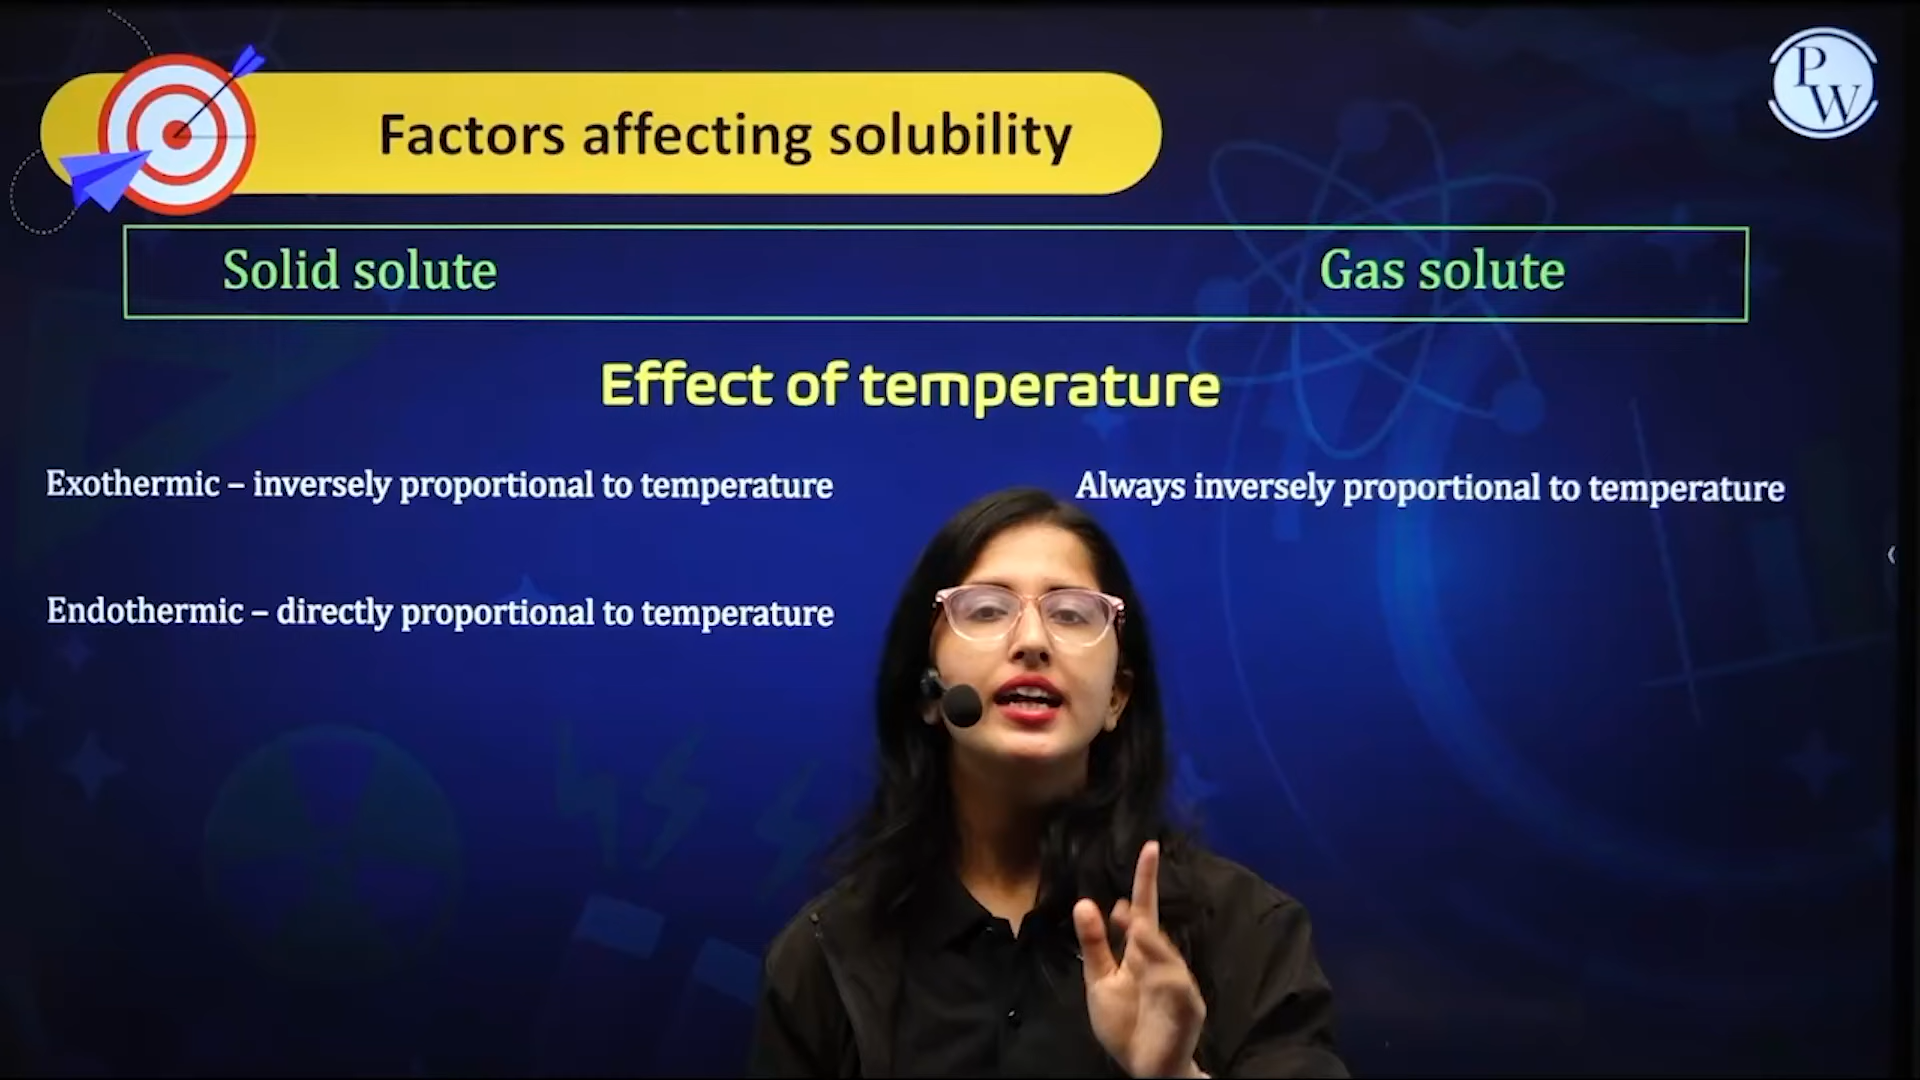 Factors affecting solubility
PW
Solid solute
Gas solute
Effect of temperature
Exothermic – inversely proportional to temperature
Always inversely proportional to temperature
Endothermic – directly proportional to temperature